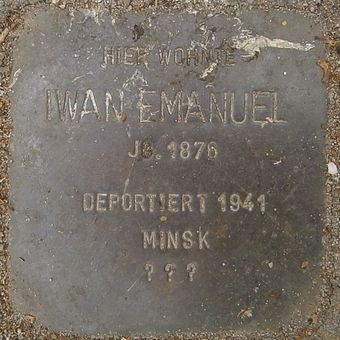 HIER WOHNTE
IWAN EMANUEL
JG. 1876
DEPORTIERT 1941
MINSK
? ? ?